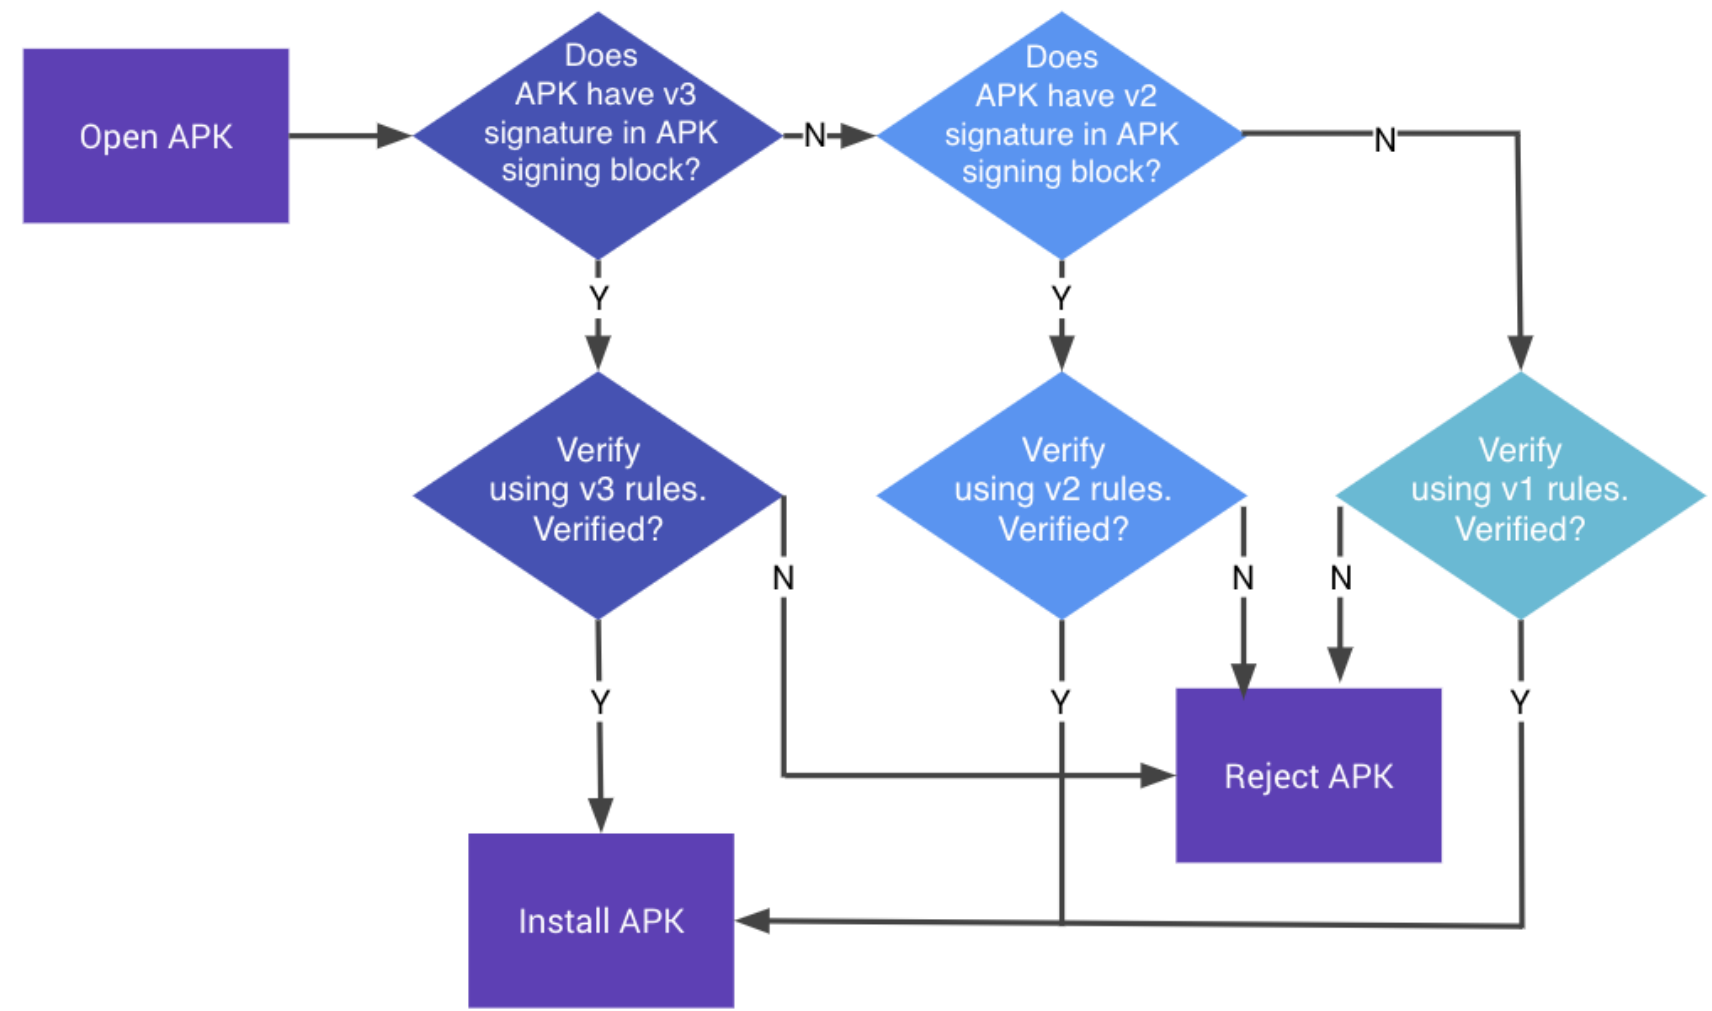 Open APK
Does
APK have v3
signature in APK
signing block?
N
Does
APK have v2
signature in APK
signing block?
N
Y
Y
Verify
using v3 rules.
Verified?
Verify
using v2 rules.
Verified?
Verify
using v1 rules.
Verified?
N
N
N
Y
Y
Y
Reject APK
Install APK